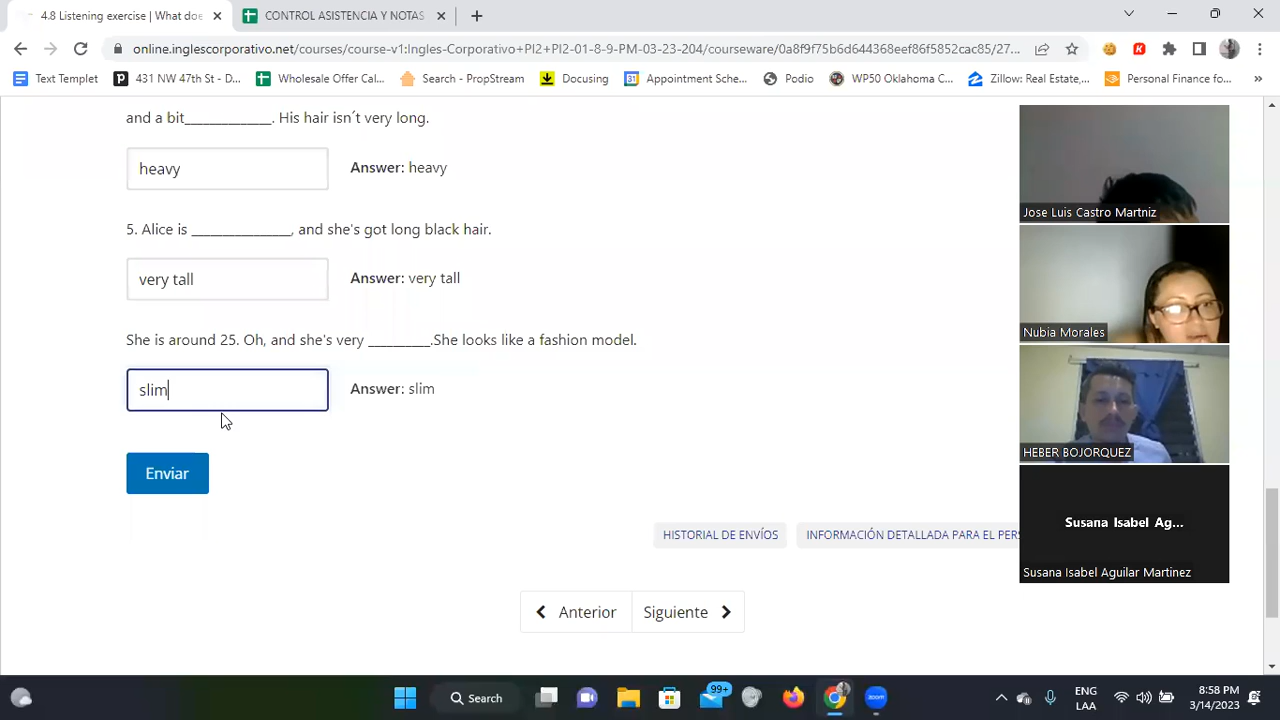 4.8 Listening exercise | What doe
CONTROL ASISTENCIA Y NOTAS
online.inglescorporativo.net/courses/course-v1:Ingles-Corporativo+PI2+PI2-01-8-9-PM-03-23-204/courseware/0a8f9f75b6d644368eef86f5852cac85/27...
Text Templet
431 NW 47th St - D...
Wholesale Offer Cal...
Search - PropStream
Docusing
Appointment Sche...
Podio
WP50 Oklahoma C...
Zillow: Real Estate,...
Personal Finance fo...
»
and a bit______________. His hair isn´t very long.
heavy
Answer: heavy
5. Alice is ________________, and she's got long black hair.
very tall
Answer: very tall
She is around 25. Oh, and she's very __________.She looks like a fashion model.
slim
Answer: slim
Enviar
HISTORIAL DE ENVÍOS
INFORMACIÓN DETALLADA PARA EL PERS
Anterior
Siguiente
Jose Luis Castro Martniz
Nubia Morales
HEBER BOJORQUEZ
Susana Isabel Ag...
Susana Isabel Aguilar Martinez
Search
99+
ENG
LAA
8:58 PM
3/14/2023